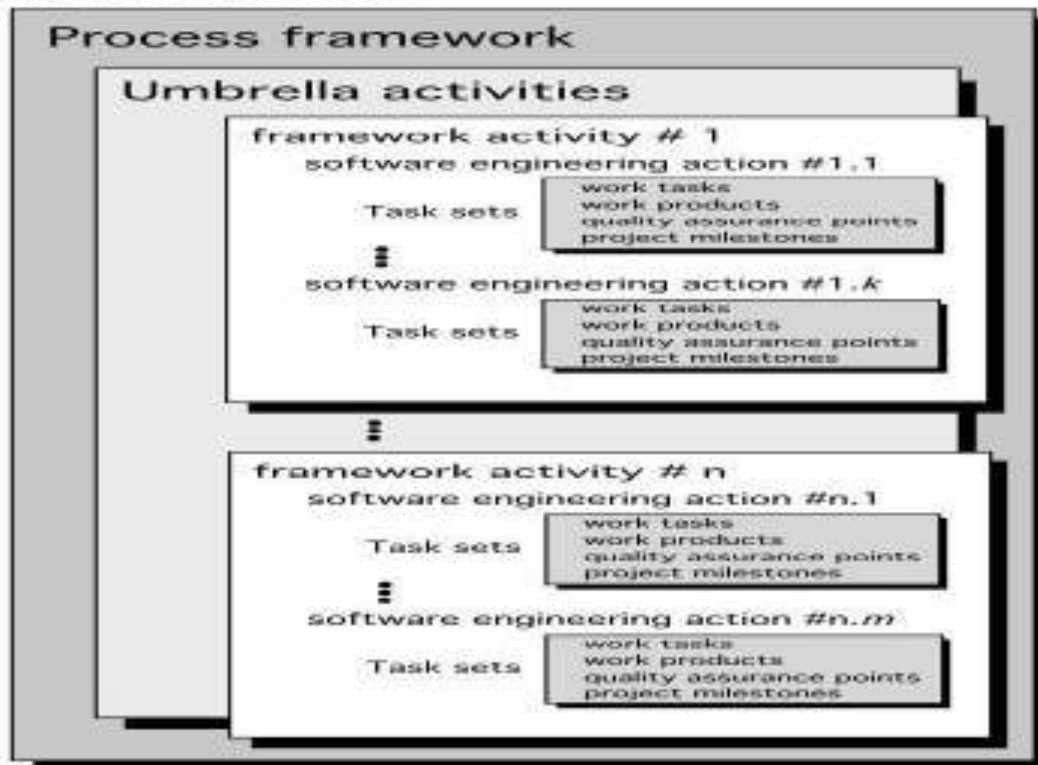 Process framework
Umbrella activities
framework activity # 1
software engineering action #1.1
Task sets
work tasks
work products
quality assurance points
project milestones
software engineering action #1.k
Task sets
work tasks
work products
quality assurance points
project milestones
framework activity # n
software engineering action #n.1
Task sets
work tasks
work products
quality assurance points
project milestones
software engineering action #n.m
Task sets
work tasks
work products
quality assurance points
project milestones